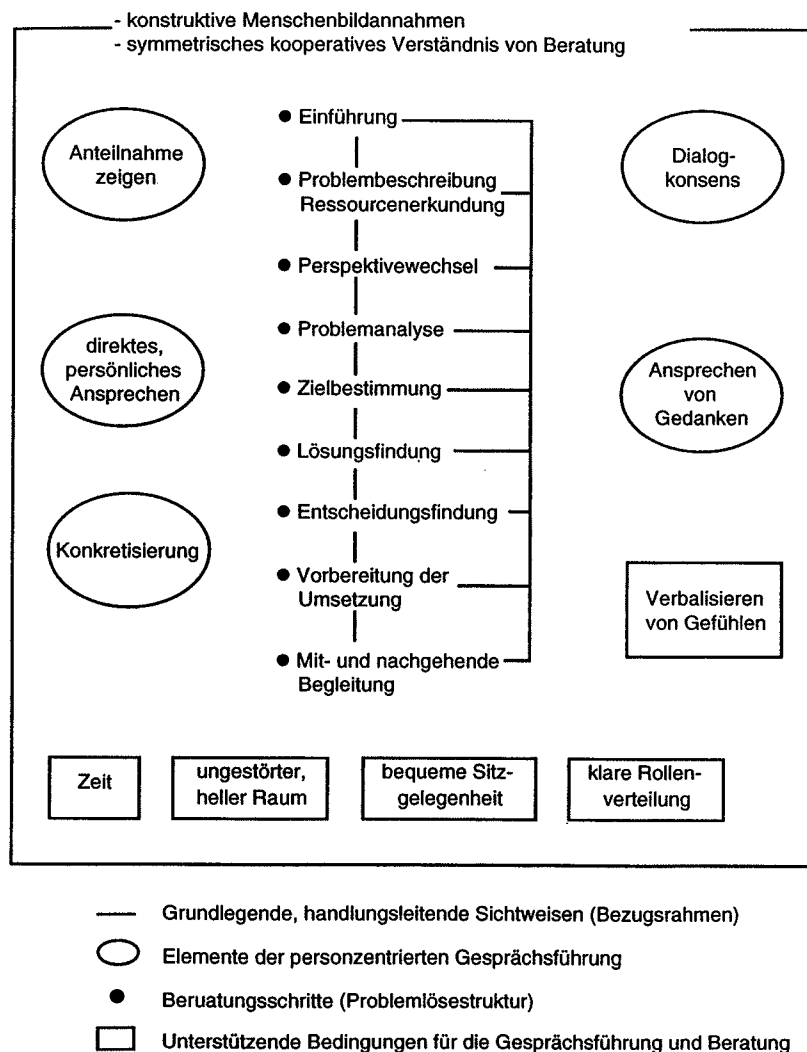 - konstruktive Menschenbildannahmen
- symmetrisches kooperatives Verständnis von Beratung
Anteilnahme
zeigen
direktes,
persönliches
Ansprechen
Konkretisierung
● Einführung
● Problembeschreibung
Ressourcenerkundung
● Perspektivewechsel
● Problemanalyse
● Zielbestimmung
● Lösungsfindung
● Entscheidungsfindung
● Vorbereitung der
Umsetzung
● Mit- und nachgehende
Begleitung
Dialog-
konsens
Ansprechen
von
Gedanken
Verbalisieren
von Gefühlen
Zeit
ungestörter,
heller Raum
bequeme Sitz-
gelegenheit
klare Rollen-
verteilung
Grundlegende, handlungsleitende Sichtweisen (Bezugsrahmen)
Elemente der personzentrierten Gesprächsführung
Beruatungsschritte (Problemlösestruktur)
Unterstützende Bedingungen für die Gesprächsführung und Beratung